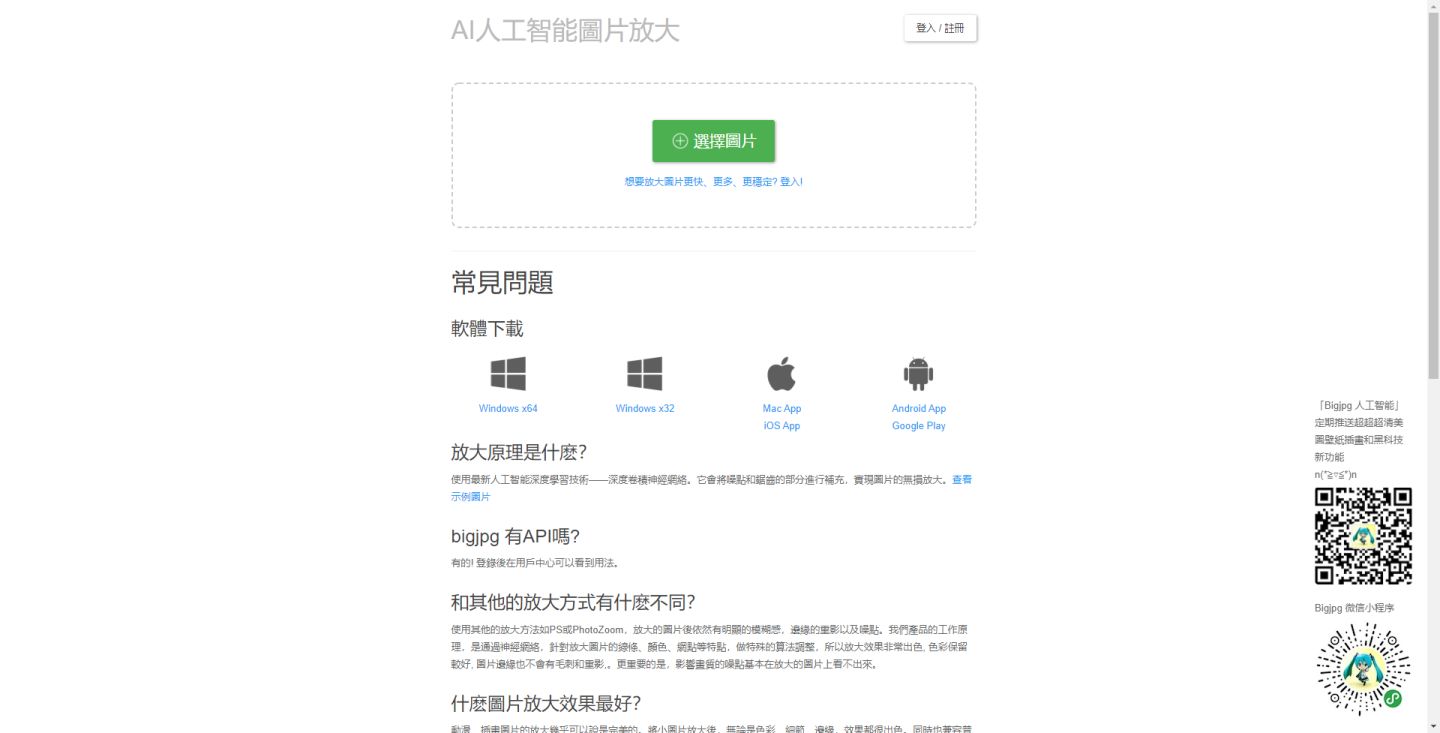 AI人工智能圖片放大
登入 / 註冊
選擇圖片
想要放大圖片更快、更多、更穩定? 登入!
常見問題
軟體下載
Windows x64
Windows x32
Mac App
iOS App
Android App
Google Play
放大原理是什麽?
使用最新人工智能深度學習技術——深度卷積神經網絡。它會將噪點和鋸齒的部分進行補充，實現圖片的無損放大。查看
示例圖片
bigjpg 有API嗎?
有的! 登錄後在用戶中心可以看到用法。
和其他的放大方式有什麽不同?
使用其他的放大方法如PS或PhotoZoom，放大的圖片後依然有明顯的模糊感，邊緣的重影以及噪點。我們產品的工作原
理，是通過神經網絡，針對放大圖片的線條、顏色、網點等特點，做特殊的算法調整，所以放大效果非常出色, 色彩保留
較好, 圖片邊緣也不會有毛刺和重影,。更重要的是，影響畫質的噪點基本在放大的圖片上看不出來。
什麽圖片放大效果最好?
動漫、插畫圖片的放大幾乎可以說是完美的。將小圖片放大後，無論是色彩、細節、邊緣，效果都很出色。同時也兼容普
「Bigjpg 人工智能」
定期推送超超超清美
圖壁紙插畫和黑科技
新功能
n(*≧▽≦*)n
Bigjpg 微信小程序